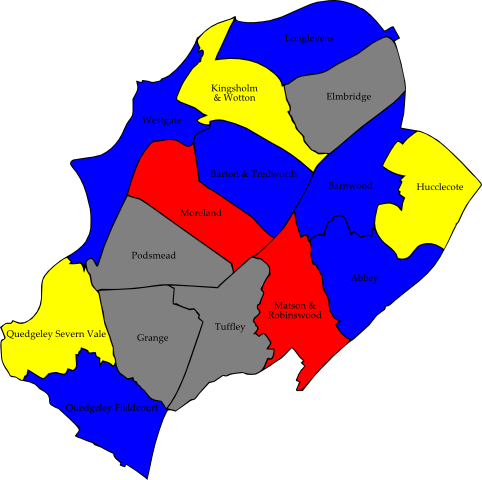 Longlevens
Kingsholm
& Wotton
Elmbridge
Westgate
Barton & Tredworth
Barnwood
Hucclecote
Moreland
Podsmead
Abbey
Matson &
Robinswood
Tuffley
Quedgeley Severn Vale
Grange
Quedgeley Fieldcourt